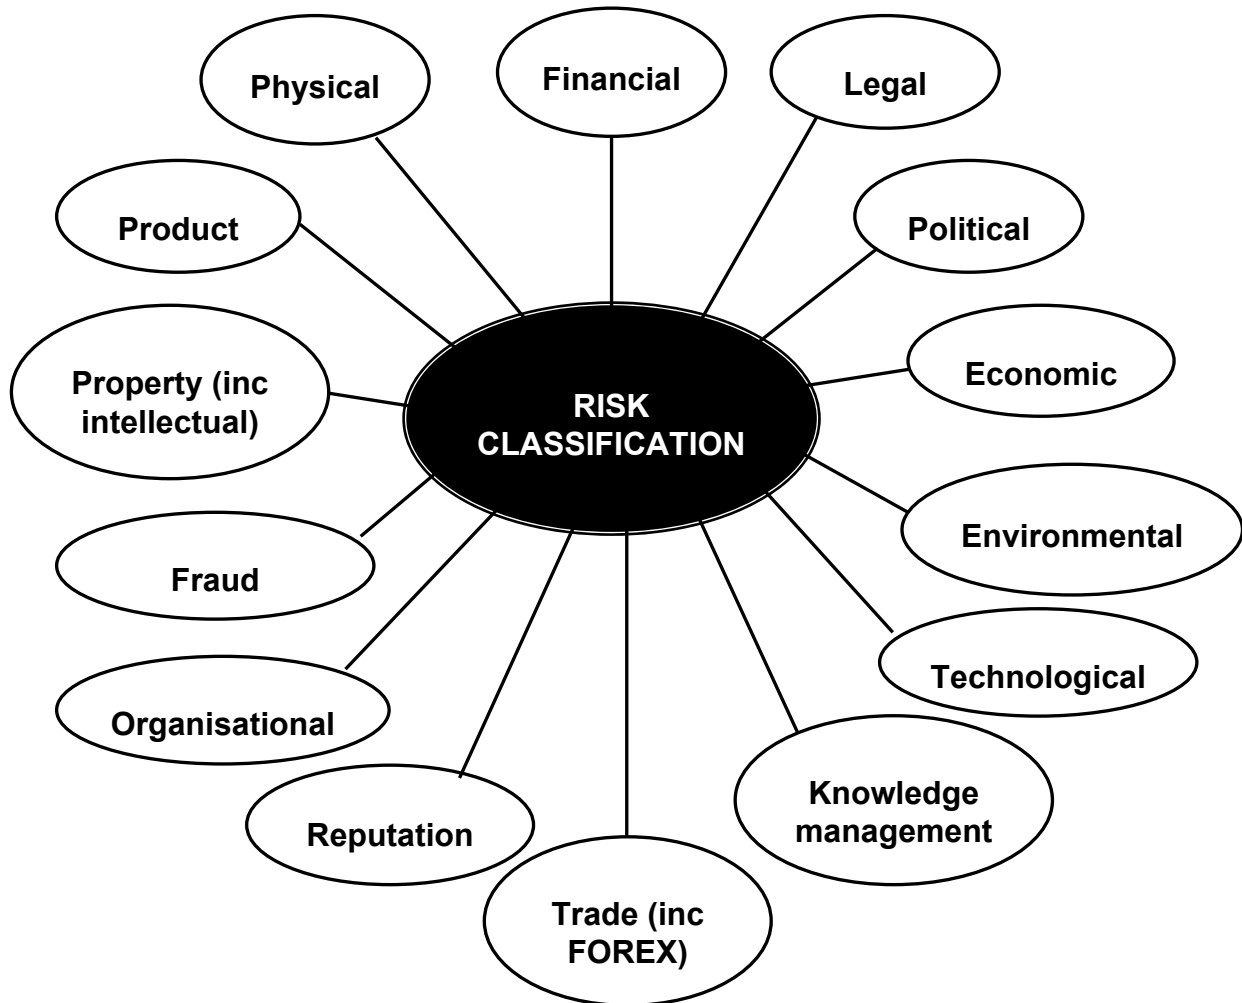 Physical
Financial
Legal
Product
Political
Property (inc
intellectual)
Economic
RISK
CLASSIFICATION
Environmental
Fraud
Technological
Organisational
Knowledge
management
Reputation
Trade (inc
FOREX)